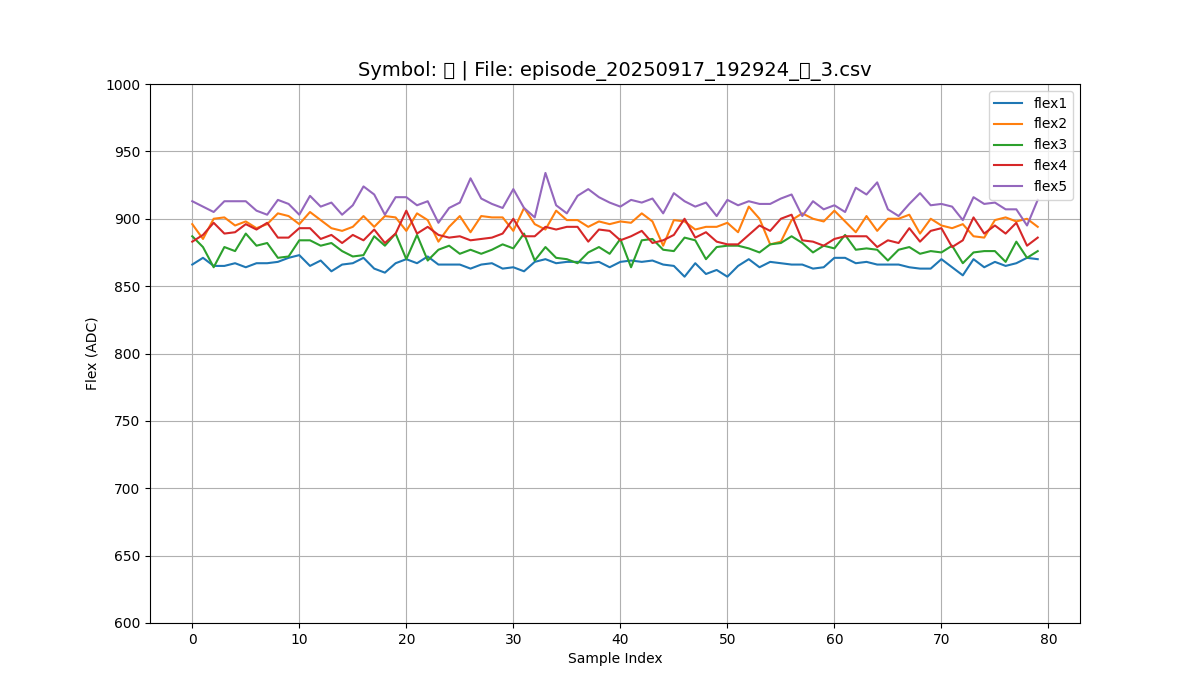 Symbol: | File: episode_20250917_192924_ _3.csv
flex1
flex2
flex3
flex4
flex5
Flex (ADC)
1000
950
900
850
800
750
700
650
600
0 10 20 30 40 50 60 70 80
Sample Index